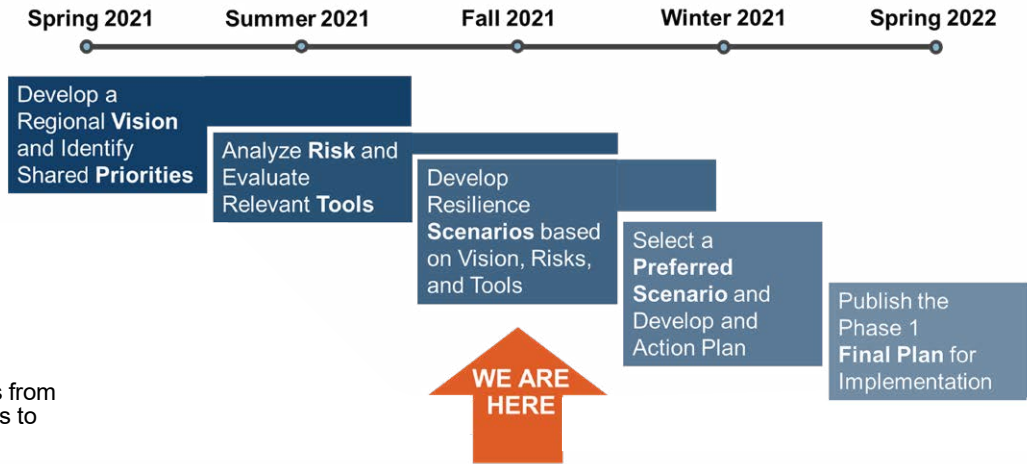 Spring 2021
Summer 2021
Fall 2021
Winter 2021
Spring 2022
Develop a
Regional Vision
and Identify
Shared Priorities
Analyze Risk and
Evaluate
Relevant Tools
Develop
Resilience
Scenarios based
on Vision, Risks,
and Tools
Select a
Preferred
Scenario and
Develop and
Action Plan
Publish the
Phase 1
Final Plan for
Implementation
WE ARE
HERE
from
to